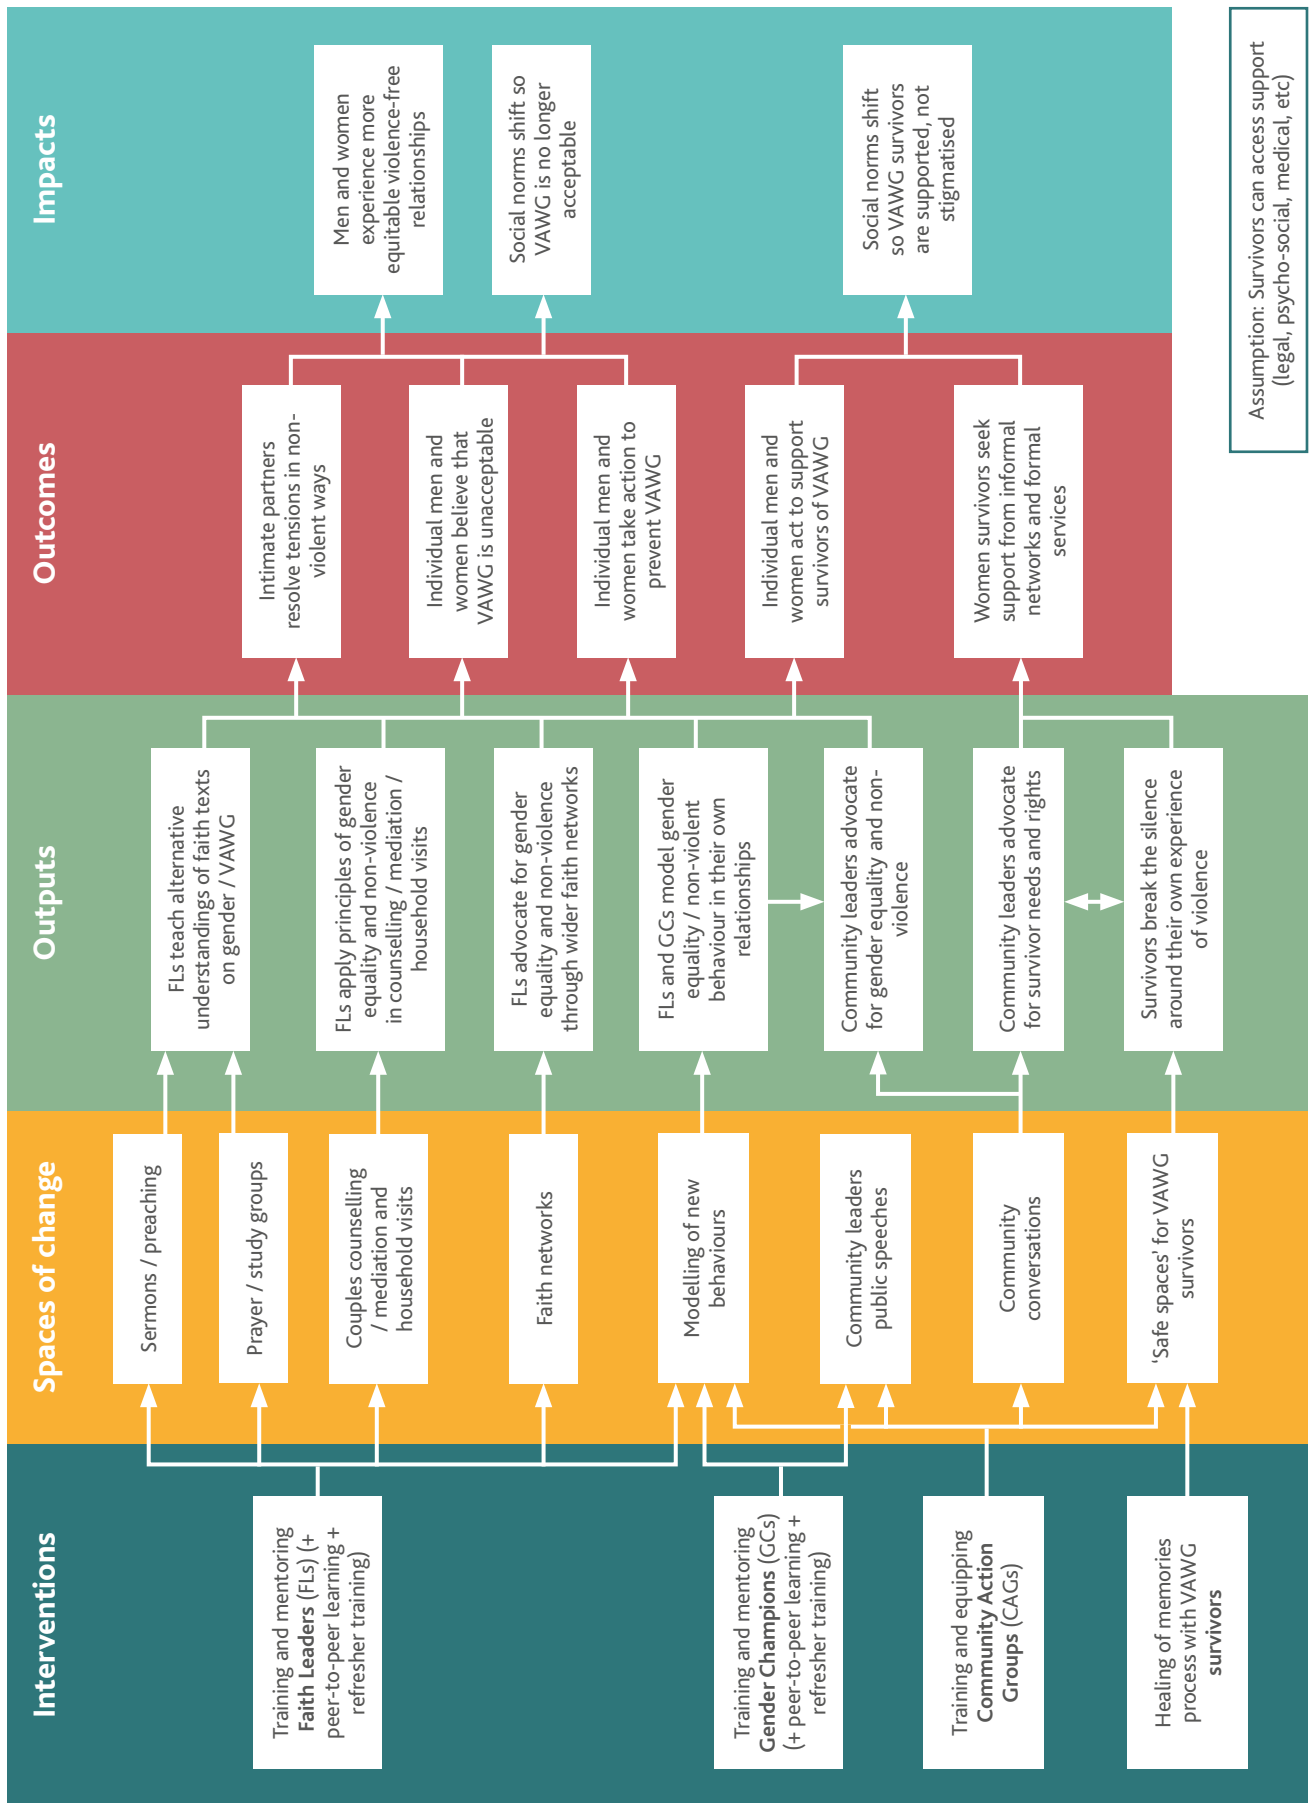 Interventions
Training and mentoring
Faith Leaders (FLs) (+
peer-to-peer learning +
refresher training)
Training and mentoring
Gender Champions (GCs)
(+ peer-to-peer learning +
refresher training)
Training and equipping
Community Action
Groups (CAGs)
Healing of memories
process with VAWG
survivors
Spaces of change
Sermons / preaching
Prayer / study groups
Couples counselling
/ mediation and
household visits
Faith networks
Modelling of new
behaviours
Community leaders
public speeches
Community
conversations
‘Safe spaces’ for VAWG
survivors
Outputs
FLs teach alternative
understandings of faith texts
on gender / VAWG
FLs apply principles of gender
equality and non-violence
in counselling / mediation /
household visits
FLs advocate for gender
equality and non-violence
through wider faith networks
FLs and GCs model gender
equality / non-violent
behaviour in their own
relationships
Community leaders advocate
for gender equality and non-
violence
Community leaders advocate
for survivor needs and rights
Survivors break the silence
around their own experience
of violence
Outcomes
Intimate partners
resolve tensions in non-
violent ways
Individual men and
women believe that
VAWG is unacceptable
Individual men and
women take action to
prevent VAWG
Individual men and
women act to support
survivors of VAWG
Women survivors seek
support from informal
networks and formal
services
Impacts
Men and women
experience more
equitable violence-free
relationships
Social norms shift so
VAWG is no longer
acceptable
Social norms shift
so VAWG survivors
are supported, not
stigmatised
Assumption: Survivors can access support
(legal, psycho-social, medical, etc)